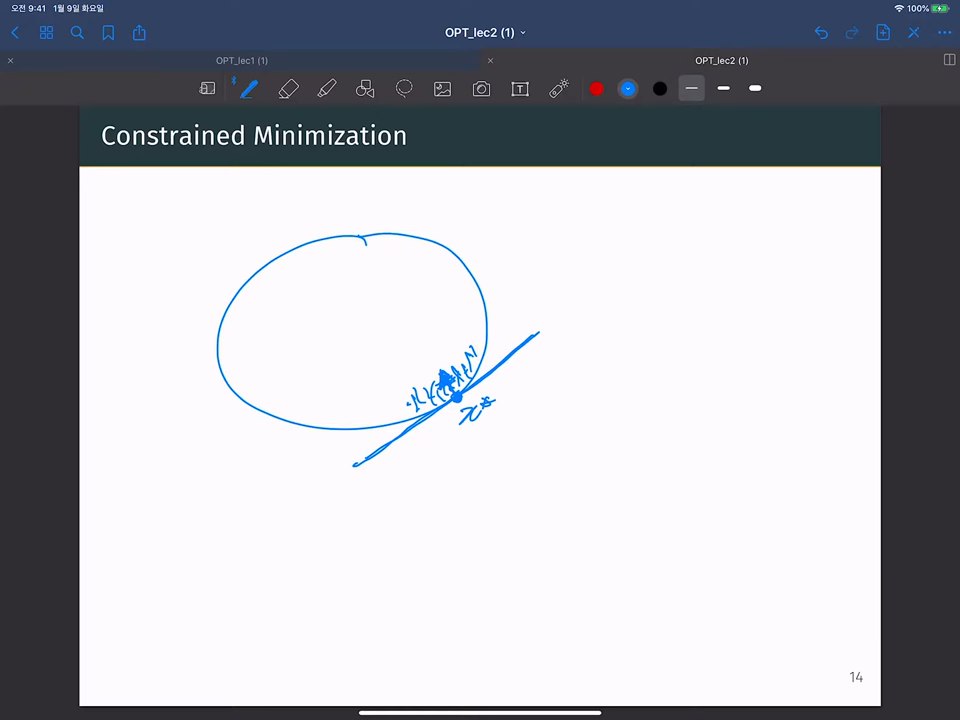 오전 9:41 1월 9일 화요일
100%
OPT_lec2 (1)
OPT_lec1 (1)
OPT_lec2 (1)
Constrained Minimization
x*
14